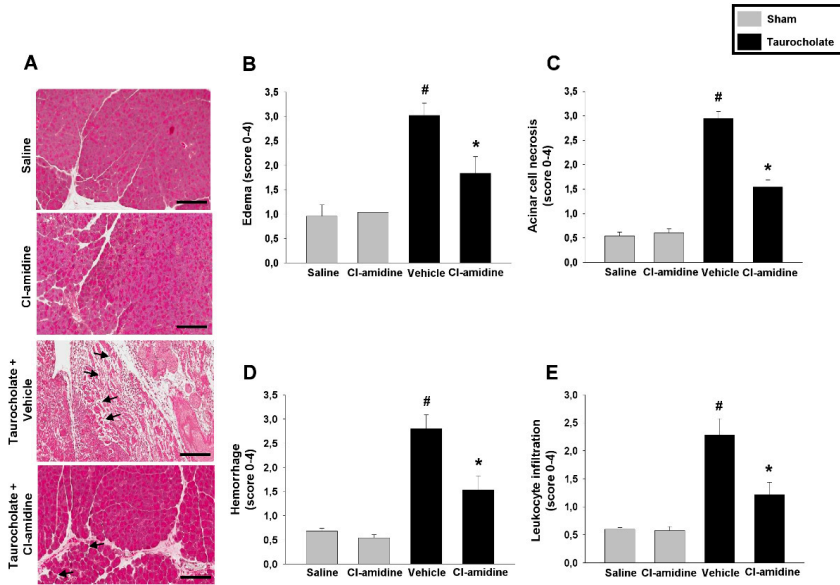 Sham
Taurocholate
A
Saline
Cl-amidine
Taurocholate +
Vehicle
Taurocholate +
Cl-amidine
B
Edema (score 0-4)
3,5
3,0
2,5
2,0
1,5
1,0
0,5
0,0
#
*
Saline Cl-amidine Vehicle Cl-amidine
C
Acinar cell necrosis
(score 0-4)
3,5
3,0
2,5
2,0
1,5
1,0
0,5
0,0
#
*
Saline Cl-amidine Vehicle Cl-amidine
D
Hemorrhage
(score 0-4)
3,5
3,0
2,5
2,0
1,5
1,0
0,5
0,0
#
*
Saline Cl-amidine Vehicle Cl-amidine
E
Leukocyte infiltration
(score 0-4)
3,5
3,0
2,5
2,0
1,5
1,0
0,5
0,0
#
*
Saline Cl-amidine Vehicle Cl-amidine